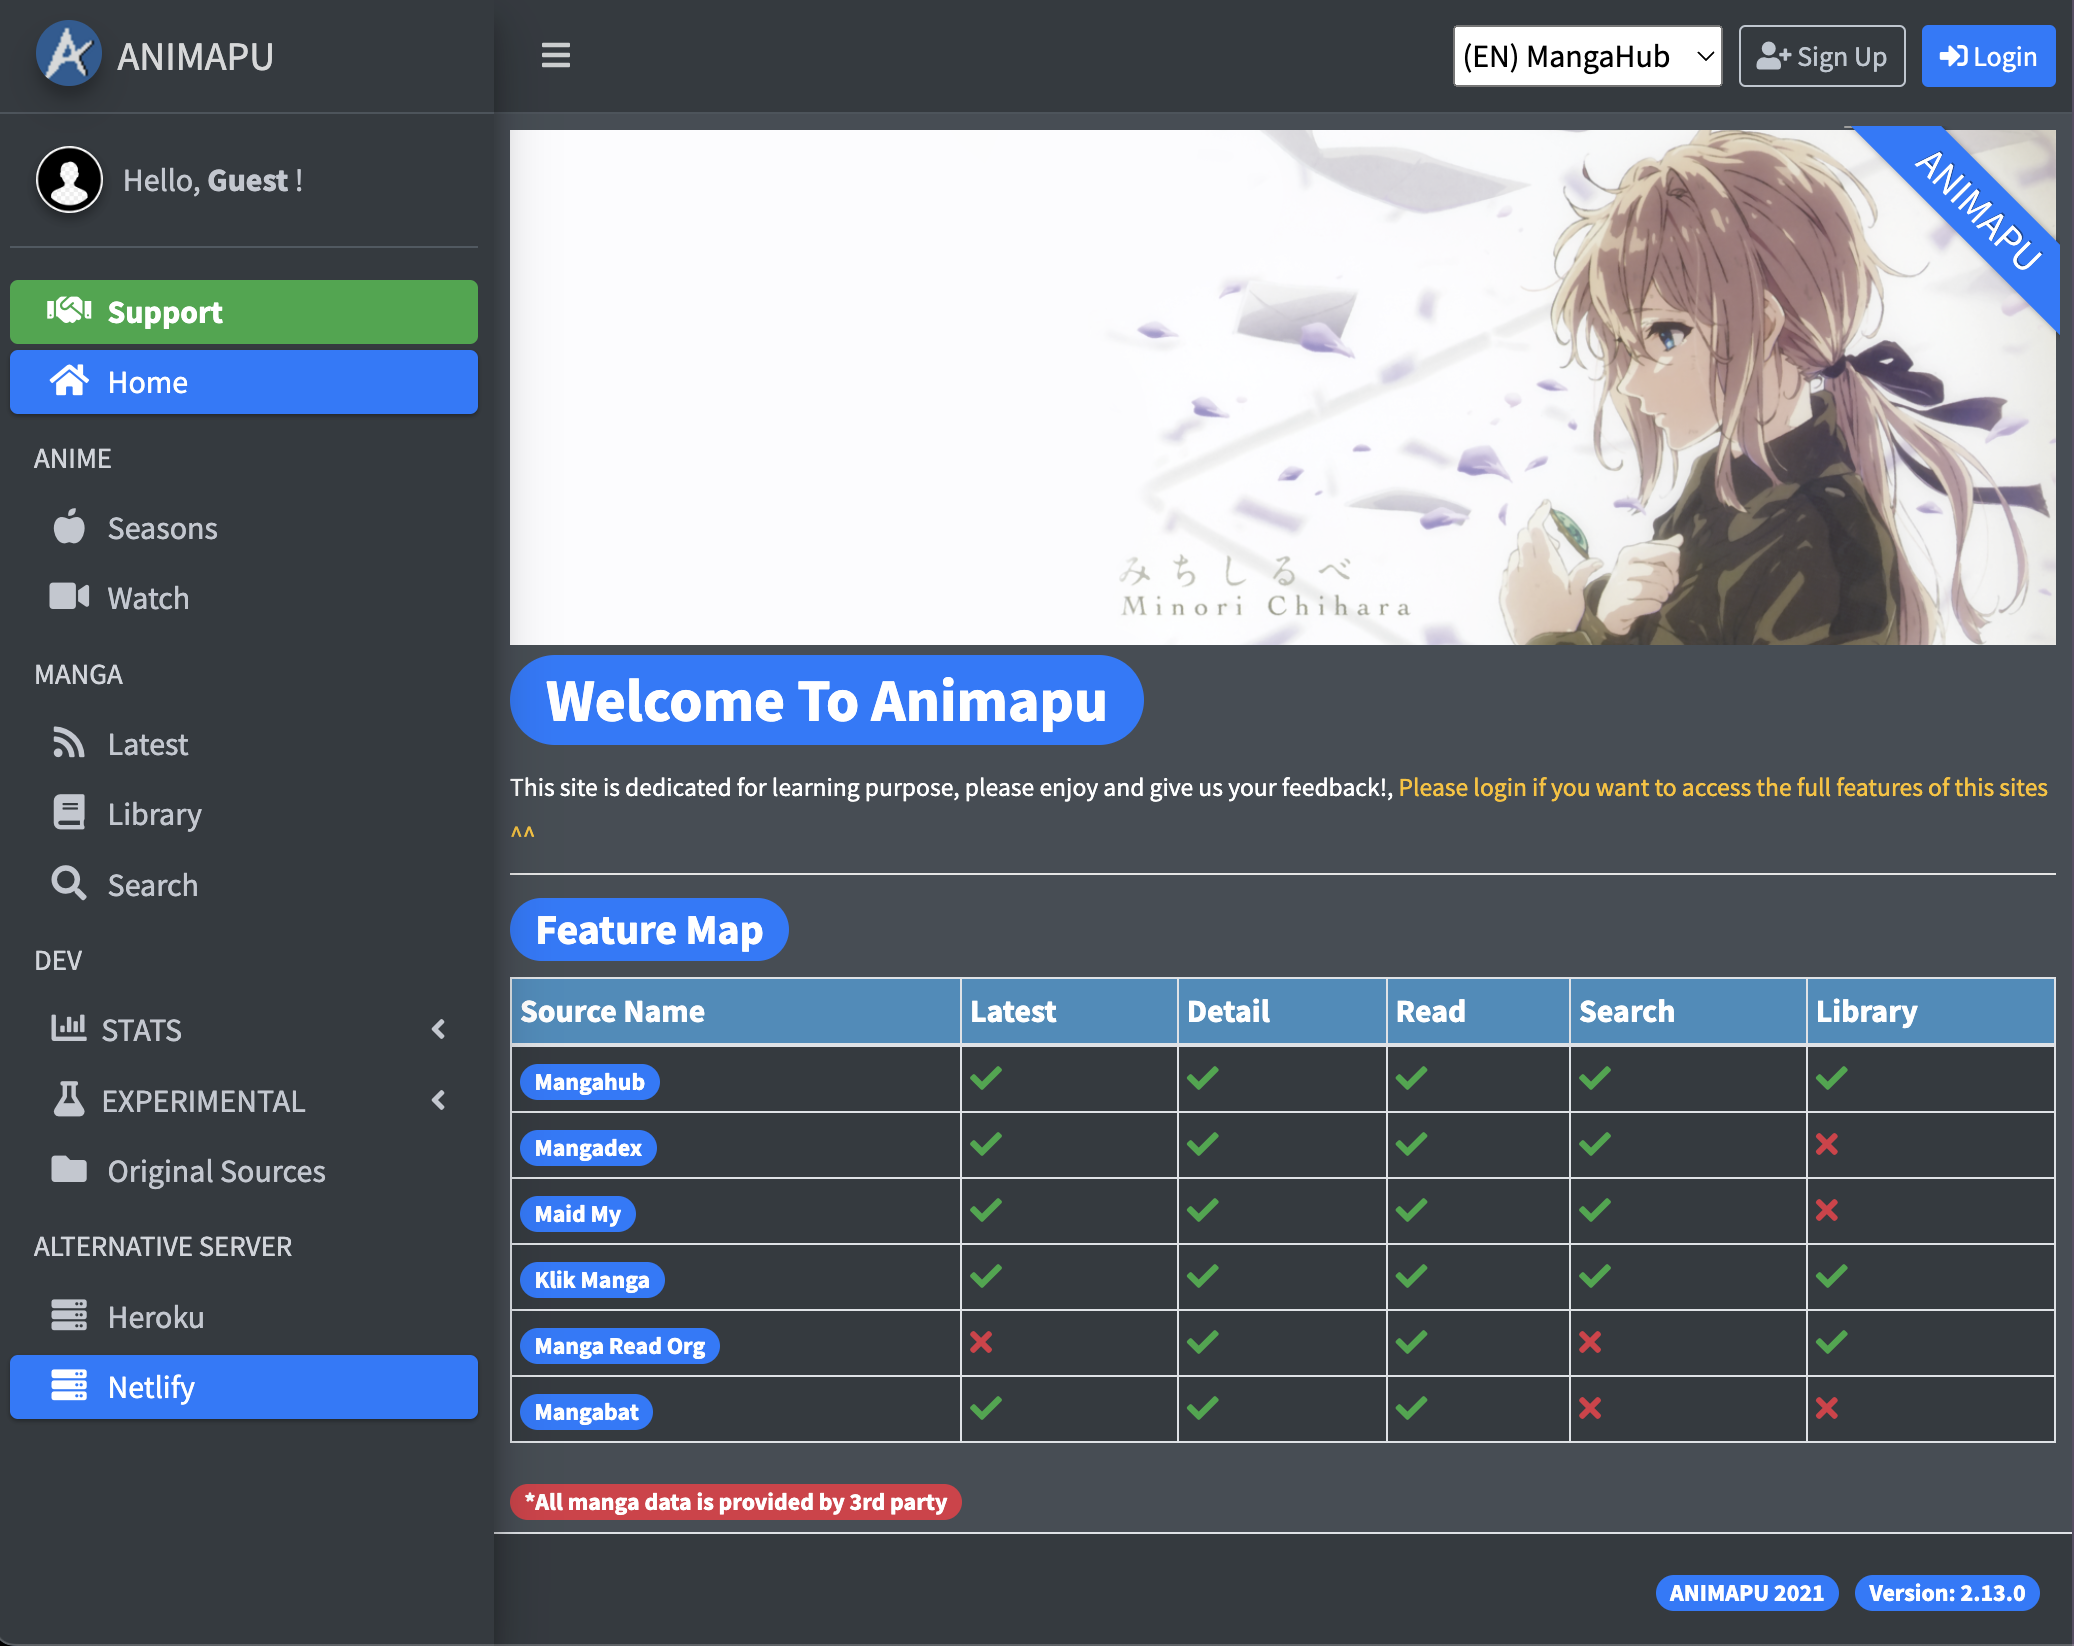 ANIMAPU
(EN) MangaHub
Sign Up
Login
Hello, Guest !
Support
Home
ANIME
Seasons
Watch
MANGA
Latest
Library
Search
DEV
STATS
EXPERIMENTAL
Original Sources
ALTERNATIVE SERVER
Heroku
Netlify
ANIMAPU
みちしるべ
Minori Chihara
Welcome To Animapu
This site is dedicated for learning purpose, please enjoy and give us your feedback!, Please login if you want to access the full features of this sites
^^
Feature Map
Source Name Latest Detail Read Search Library
Mangahub
Mangadex
Maid My
Klik Manga
Manga Read Org
Mangabat
*All manga data is provided by 3rd party
ANIMAPU 2021 Version: 2.13.0